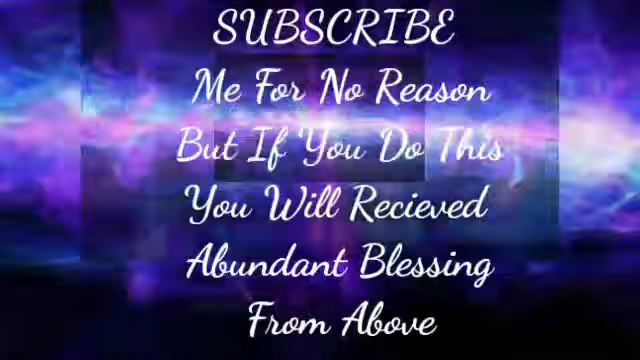 SUBSCRIBE
Me For No Reason
But If You Do This
You Will Recieved
Abundant Blessing
From Above